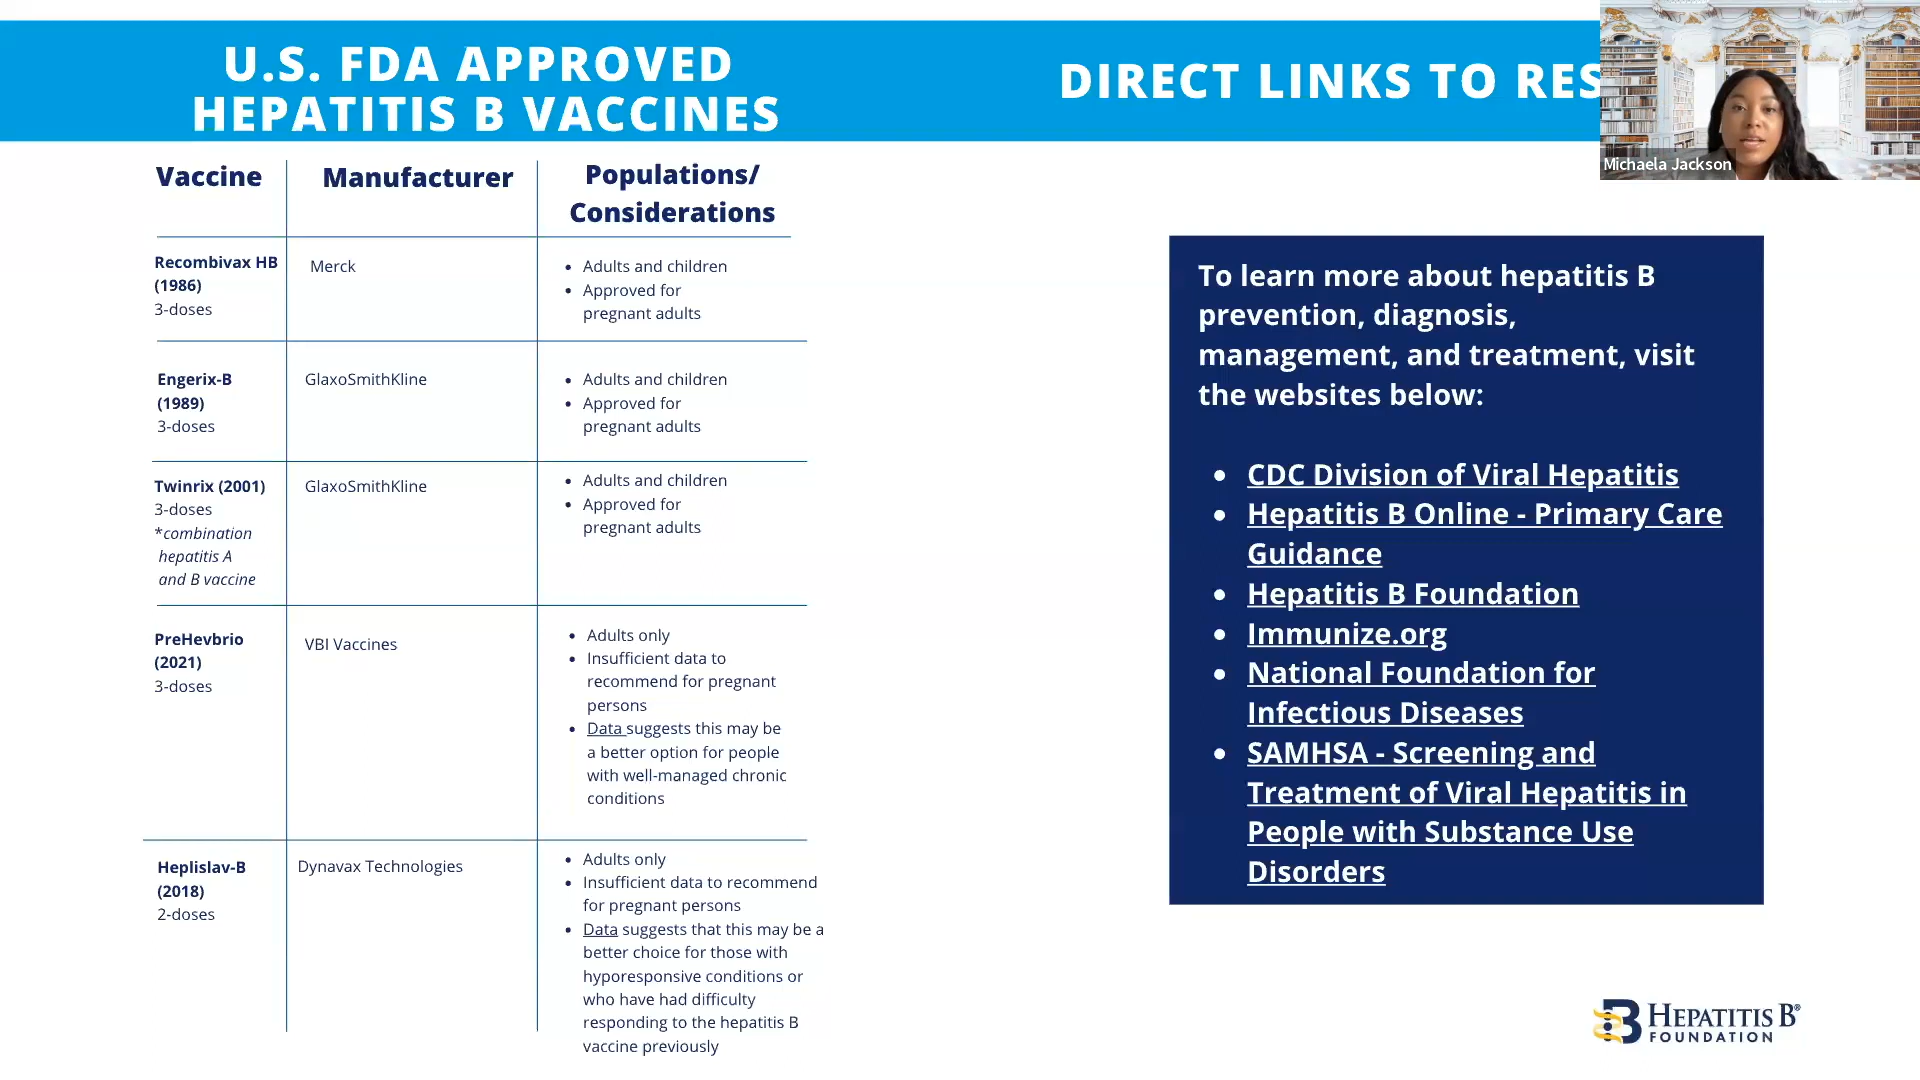 U.S. FDA APPROVED
HEPATITIS B VACCINES
DIRECT LINKS TO RES
Michaela Jackson
Vaccine
Manufacturer
Populations/
Considerations
Recombivax HB
(1986)
3-doses
Merck
• Adults and children
• Approved for
pregnant adults
Engerix-B
(1989)
3-doses
GlaxoSmithKline
• Adults and children
• Approved for
pregnant adults
Twinrix (2001)
3-doses
*combination
hepatitis A
and B vaccine
GlaxoSmithKline
• Adults and children
• Approved for
pregnant adults
PreHevbrio
(2021)
3-doses
VBI Vaccines
• Adults only
• Insufficient data to
recommend for pregnant
persons
• Data suggests this may be
a better option for people
with well-managed chronic
conditions
Heplislav-B
(2018)
2-doses
Dynavax Technologies
• Adults only
• Insufficient data to recommend
for pregnant persons
• Data suggests that this may be a
better choice for those with
hyporesponsive conditions or
who have had difficulty
responding to the hepatitis B
vaccine previously
To learn more about hepatitis B
prevention, diagnosis,
management, and treatment, visit
the websites below:
• CDC Division of Viral Hepatitis
• Hepatitis B Online - Primary Care
Guidance
• Hepatitis B Foundation
• Immunize.org
• National Foundation for
Infectious Diseases
• SAMHSA - Screening and
Treatment of Viral Hepatitis in
People with Substance Use
Disorders
HEPATITIS B®
FOUNDATION